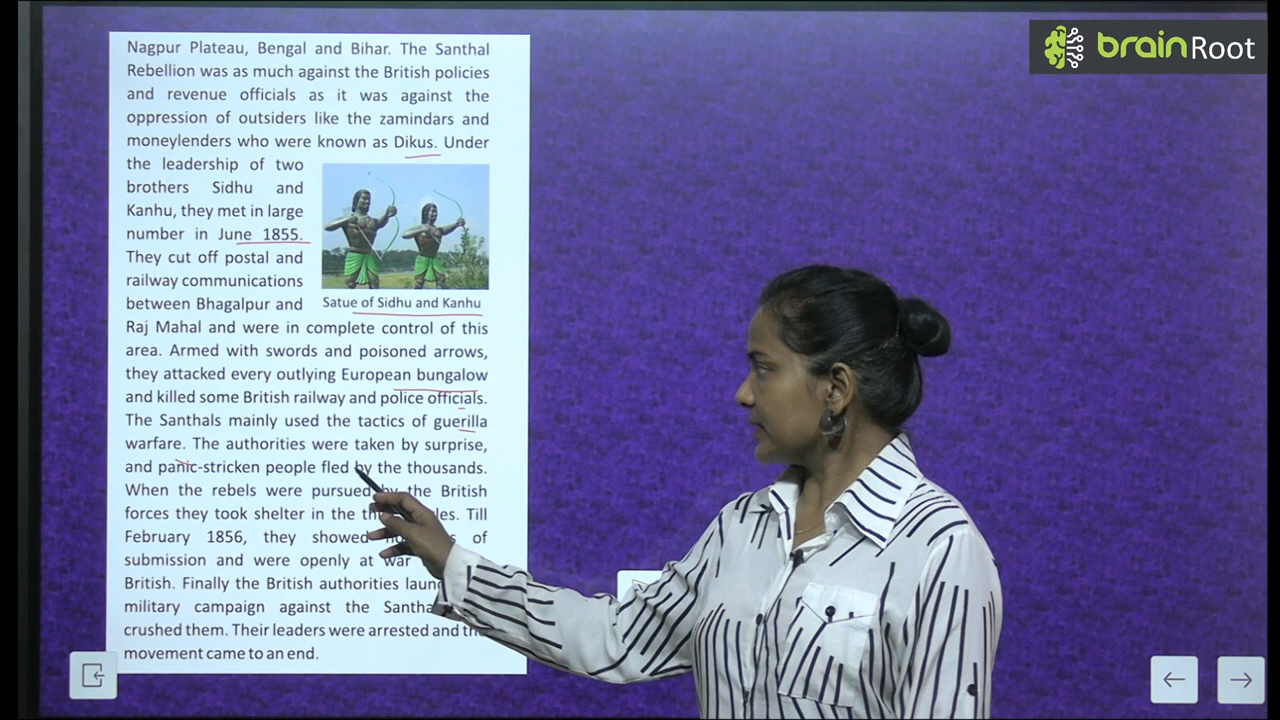 brainRoot
Nagpur Plateau, Bengal and Bihar. The Santhal
Rebellion was as much against the British policies
and revenue officials as it was against the
oppression of outsiders like the zamindars and
moneylenders who were known as Dikus. Under
the leadership of two
brothers Sidhu and
Kanhu, they met in large
number in June 1855.
They cut off postal and
railway communications
between Bhagalpur and
Satue of Sidhu and Kanhu
Raj Mahal and were in complete control of this
area. Armed with swords and poisoned arrows,
they attacked every outlying European bungalow
and killed some British railway and police officials.
The Santhals mainly used the tactics of guerilla
warfare. The authorities were taken by surprise,
and panic-stricken people fled by the thousands.
When the rebels were pursued by the British
forces they took shelter in the Till
February 1856, they showed of
submission and were openly at war
British. Finally the British authorities
military campaign against the
crushed them. Their leaders were arrested and the
movement came to an end.